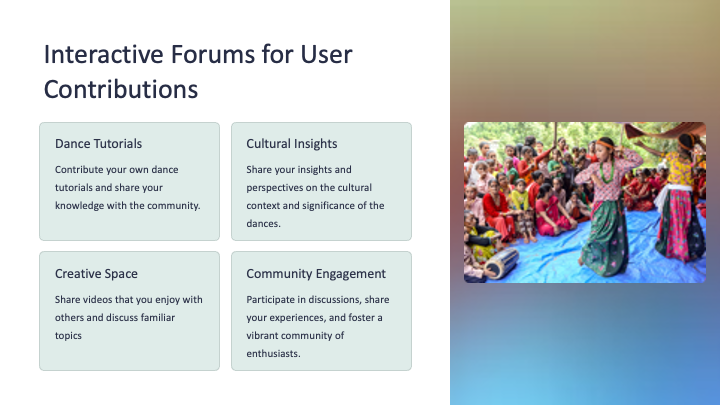 Interactive Forums for User
Contributions
Dance Tutorials
Contribute your own dance
tutorials and share your
knowledge with the community.
Cultural Insights
Share your insights and
perspectives on the cultural
context and significance of the
dances.
Creative Space
Share videos that you enjoy with
others and discuss familiar
topics
Community Engagement
Participate in discussions, share
your experiences, and foster a
vibrant community of
enthusiasts.